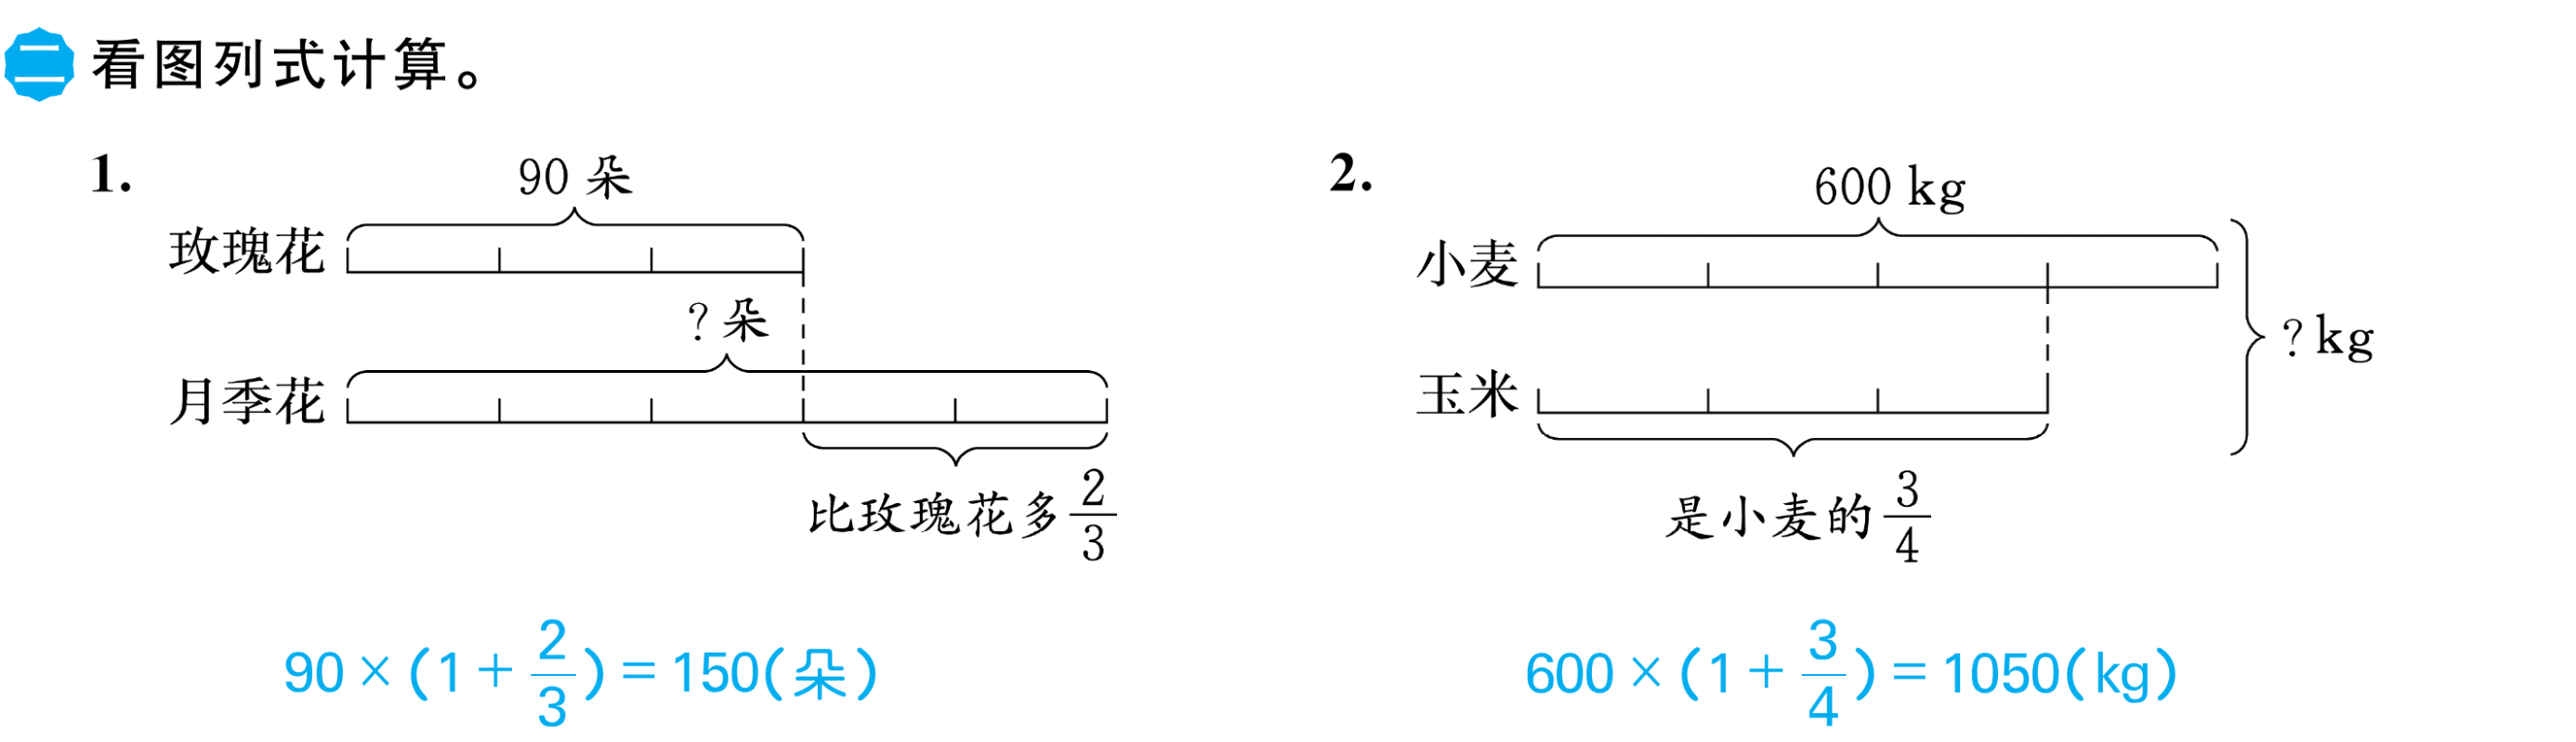 二 看图列式计算。
1.
90 朵
玫瑰花
?朵
月季花
比玫瑰花多2/3
90×(1+2/3)=150(朵)
2.
600 kg
小麦
?kg
玉米
是小麦的3/4
600×(1+3/4)=1050(kg)